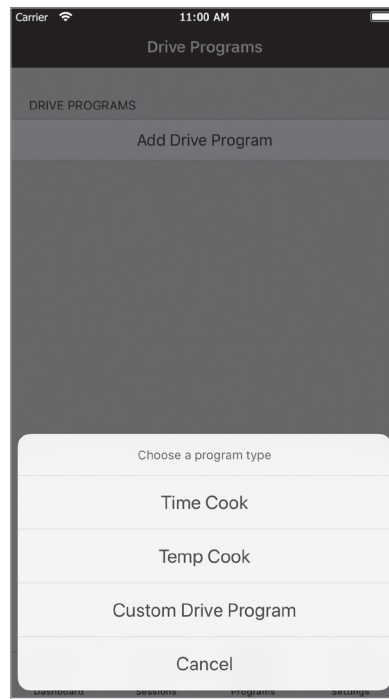 Carrier
11:00 AM
Drive Programs
DRIVE PROGRAMS
Add Drive Program
Choose a program type
Time Cook
Temp Cook
Custom Drive Program
Cancel
Dashboard Sessions Programs Settings